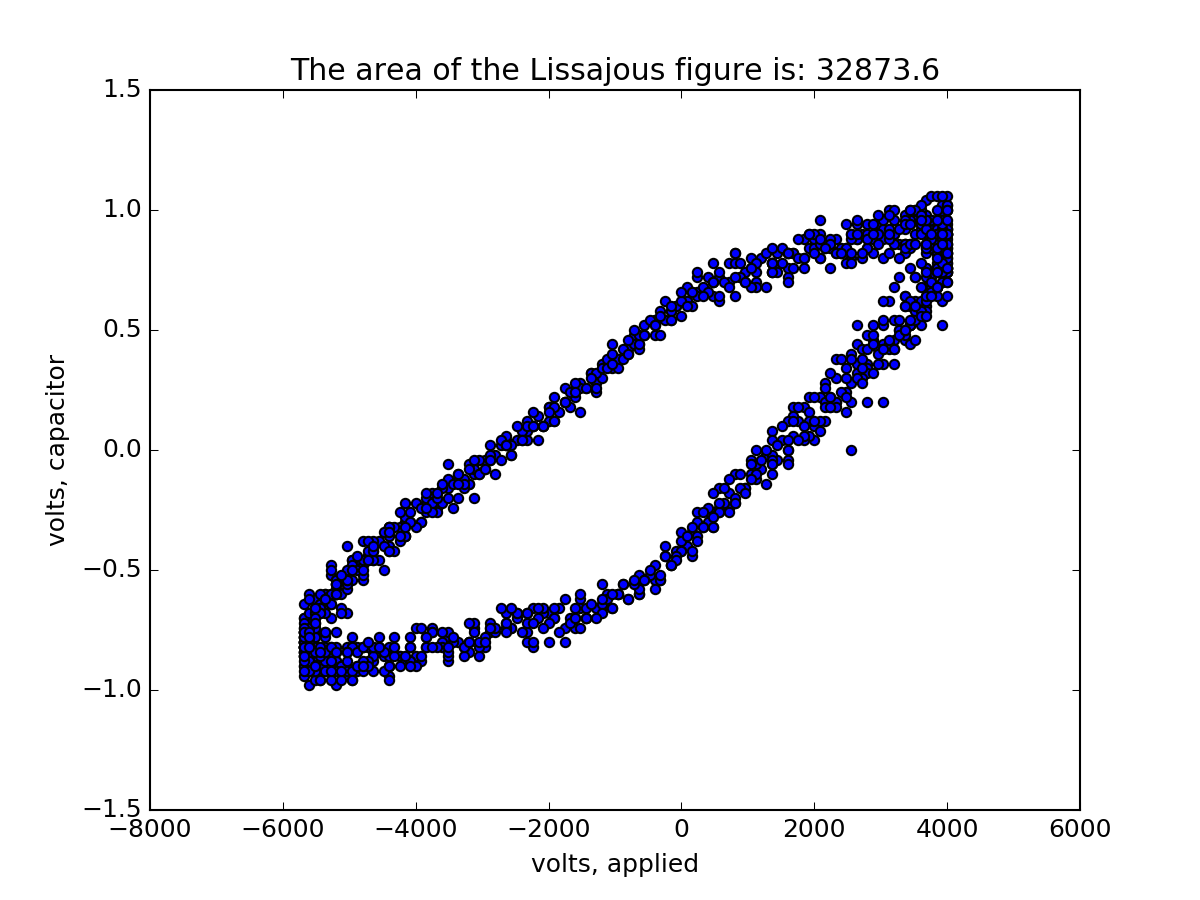 The area of the Lissajous figure is: 32873.6
1.5
1.0
0.5
0.0
−0.5
−1.0
−1.5
volts, capacitor
−8000 −6000 −4000 −2000 0 2000 4000 6000
volts, applied